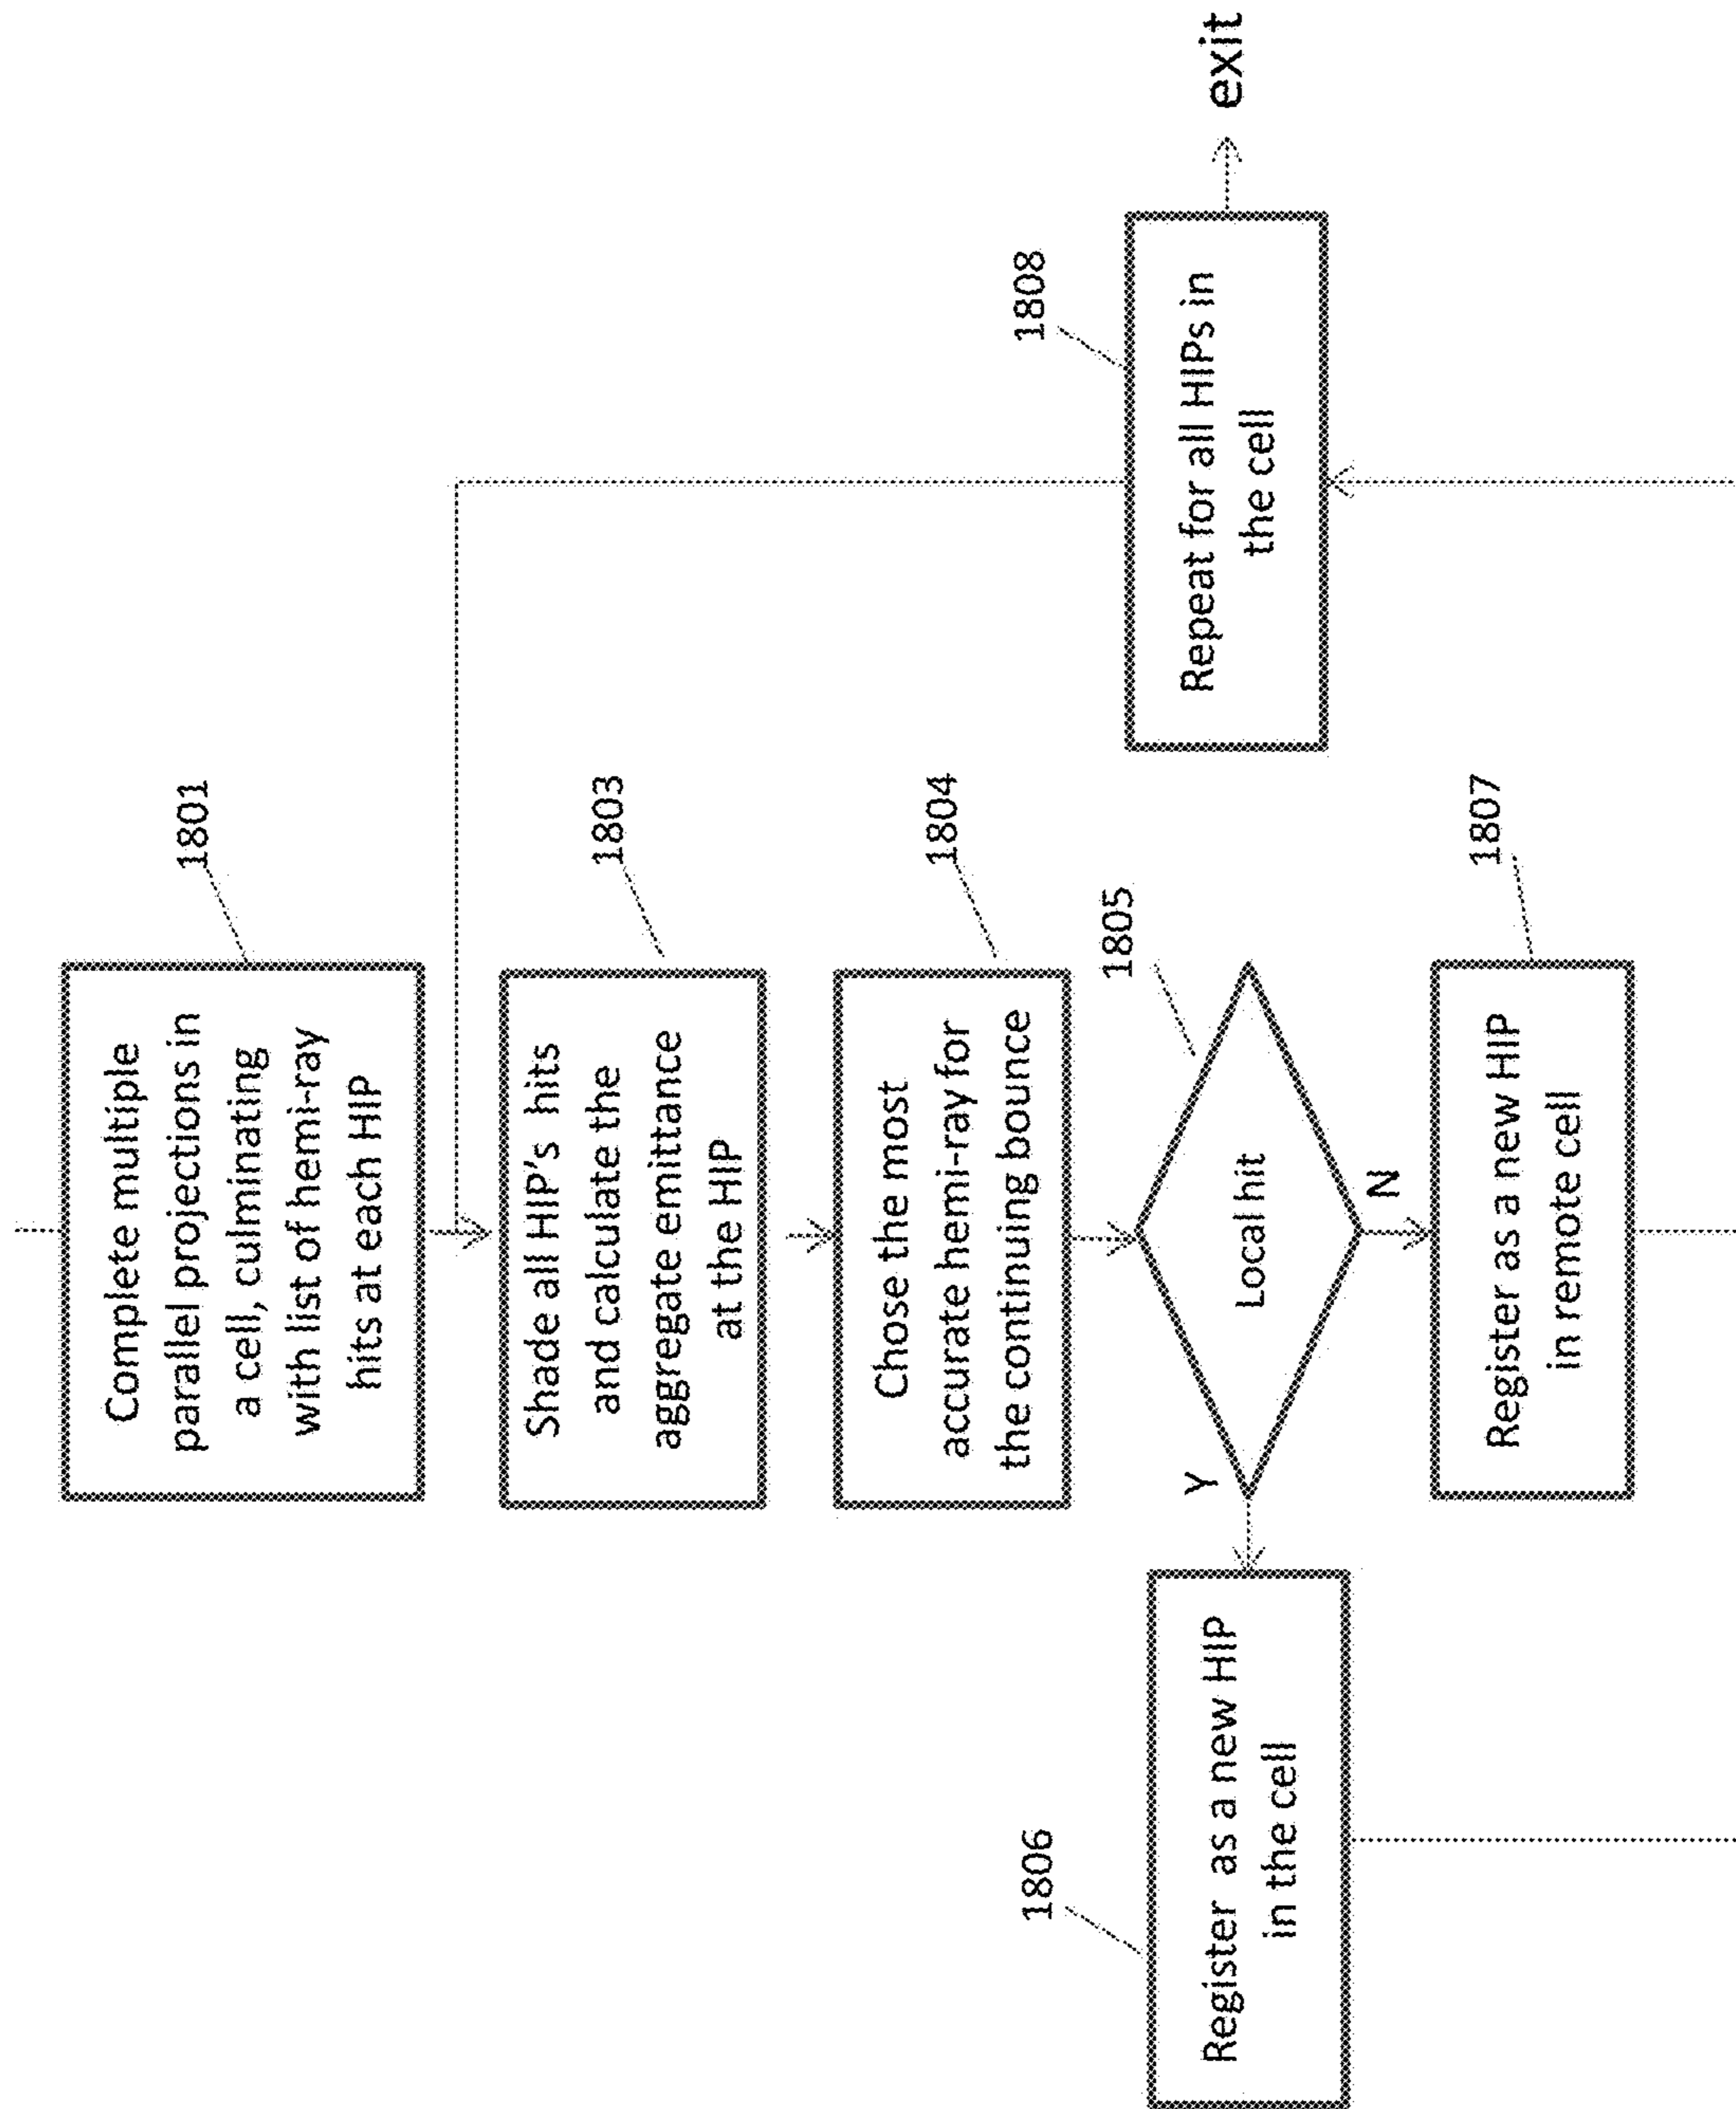 1801
Complete multiple
parallel projections in
a cell, culminating
with list of hemi-ray
hits at each HIP
1803
Shade all HIP's hits
and calculate the
aggregate emittance
at the HIP
1804
Chose the most
accurate hemi-ray for
the continuing bounce
1805
Local hit
Y
N
1806
Register as a new HIP
in the cell
1807
Register as a new HIP
in remote cell
1808
Repeat for all HIPs in
the cell
exit